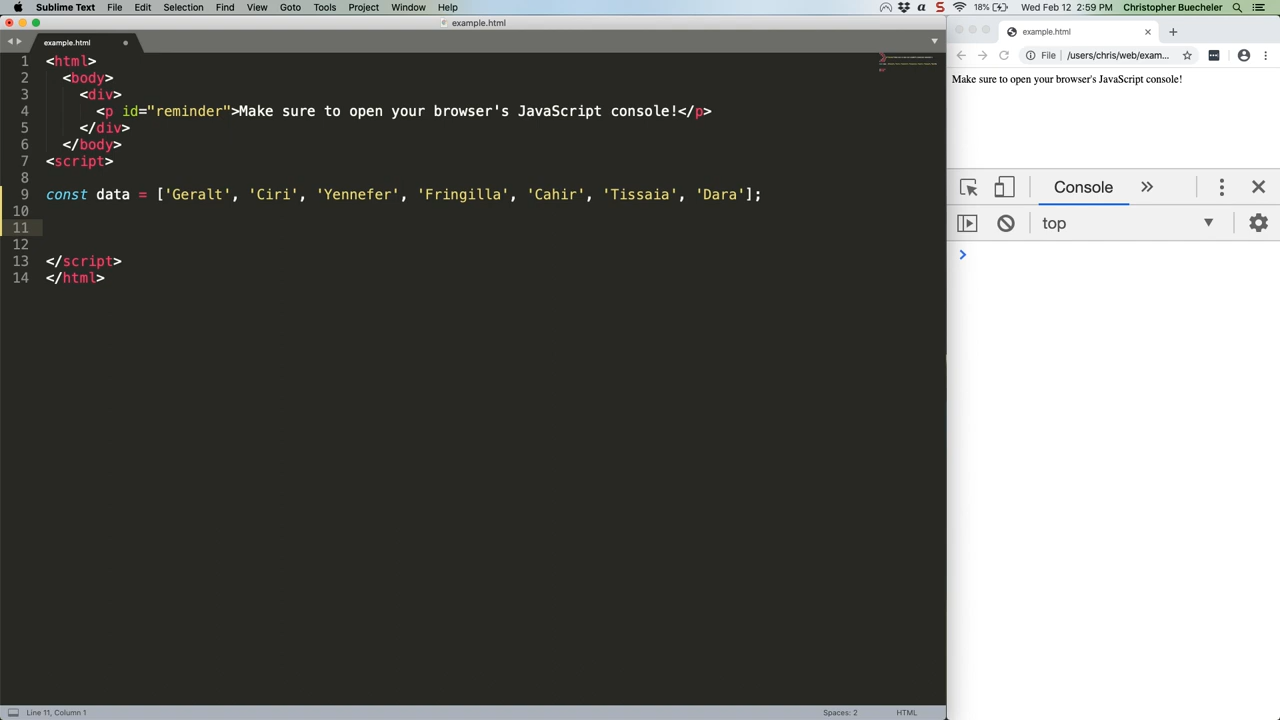 Sublime Text File Edit Selection Find View Goto Tools Project Window Help
18% Wed Feb 12 2:59 PM Christopher Buecheler
example.html
example.html
1 <html>
2 <body>
3 <div>
4 <p id="reminder">Make sure to open your browser's JavaScript console!</p>
5 </div>
6 </body>
7 <script>
8
9 const data = ['Geralt', 'Ciri', 'Yennefer', 'Fringilla', 'Cahir', 'Tissaia', 'Dara'];
10
11
12
13 </script>
14 </html>
Line 11, Column 1
Spaces: 2
HTML
example.html
File /users/chris/web/exam...
Make sure to open your browser's JavaScript console!
Console
top